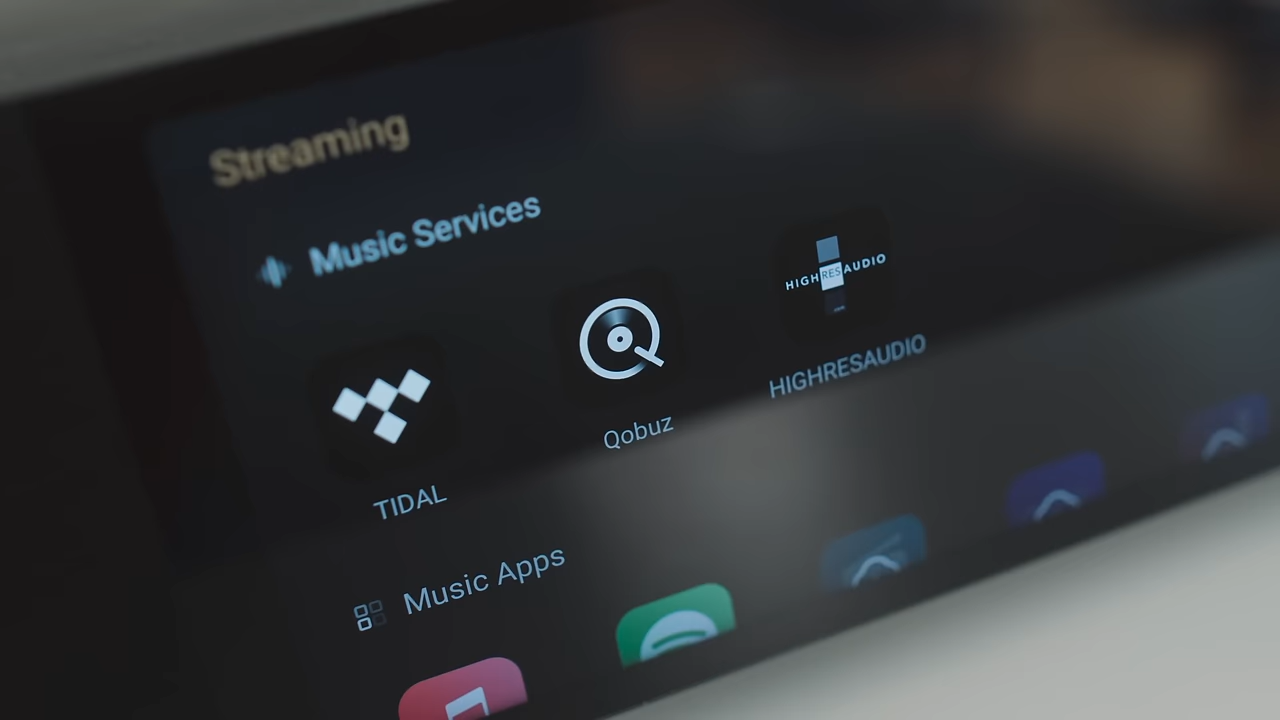 Streaming
Music Services
HIGHRESAUDIO
TIDAL
Qobuz
HIGHRESAUDIO
Music Apps